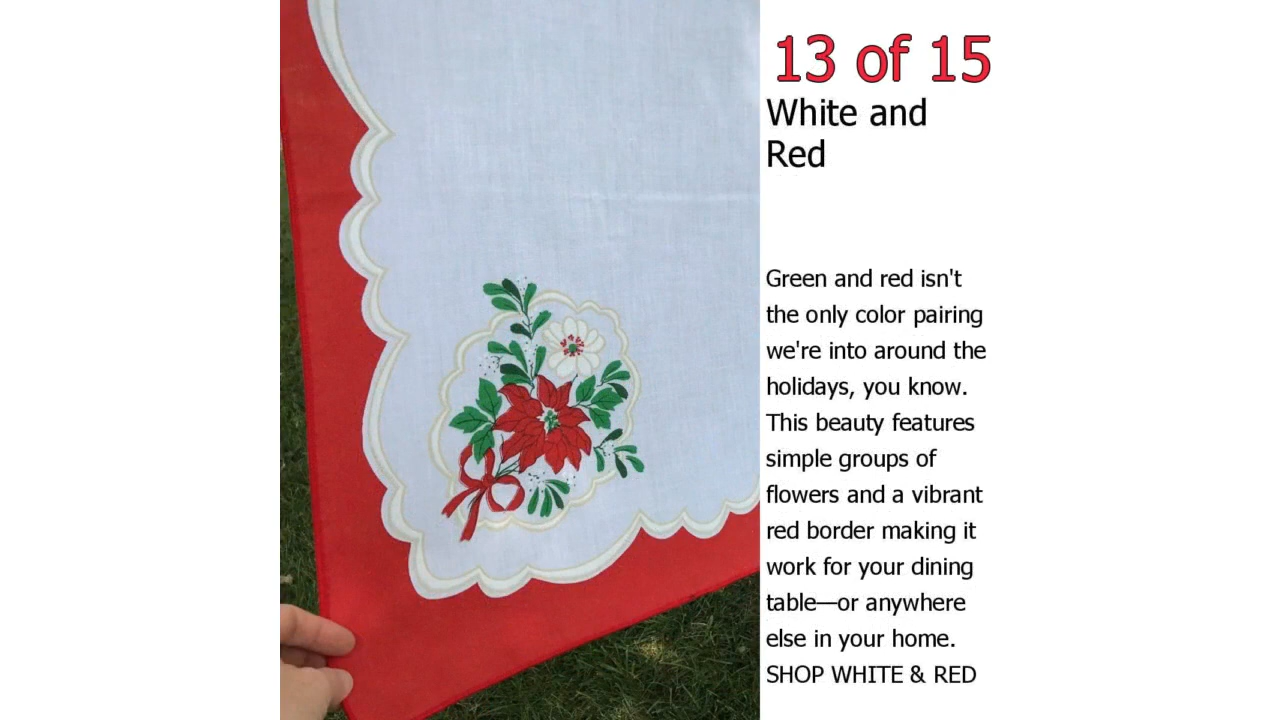 13 of 15
White and
Red
Green and red isn't
the only color pairing
we're into around the
holidays, you know.
This beauty features
simple groups of
flowers and a vibrant
red border making it
work for your dining
table—or anywhere
else in your home.
SHOP WHITE & RED